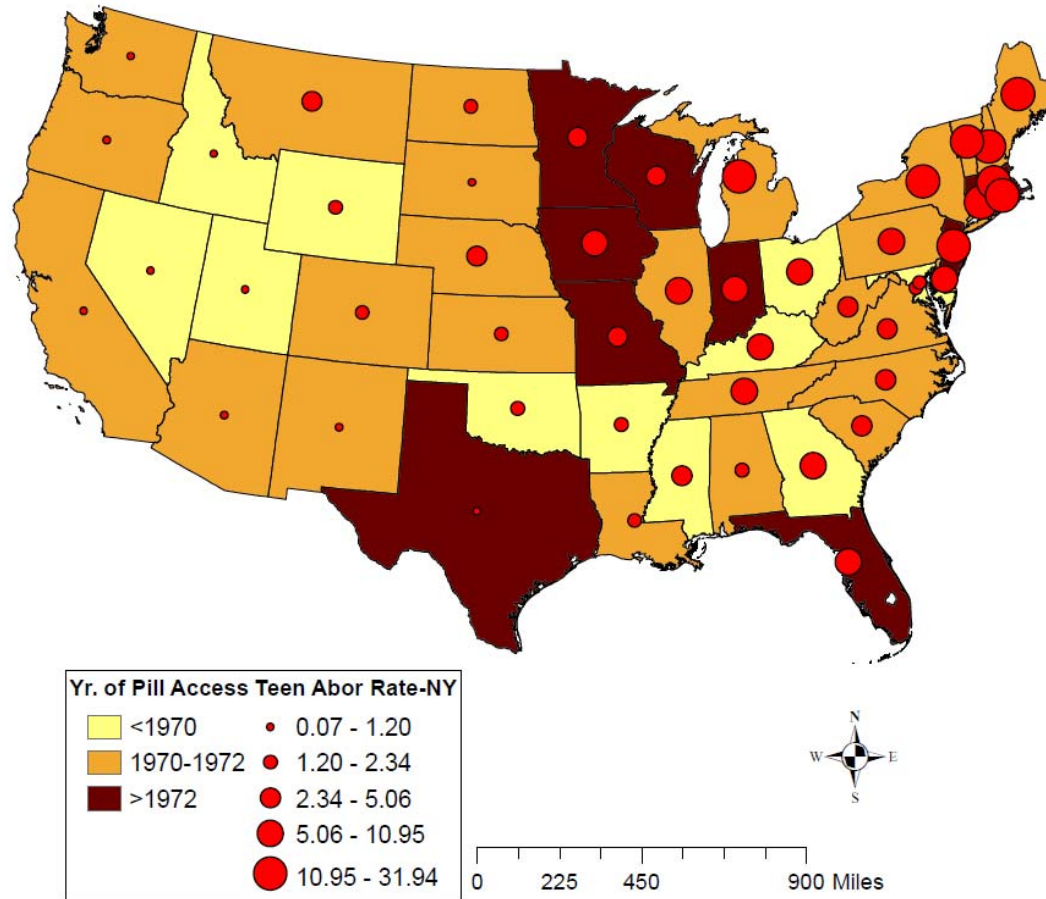 Yr. of Pill Access Teen Abor Rate-NY
<1970 0.07 - 1.20
1970-1972 1.20 - 2.34
>1972 2.34 - 5.06
5.06 - 10.95
10.95 - 31.94
N
W E
S
0 225 450 900 Miles